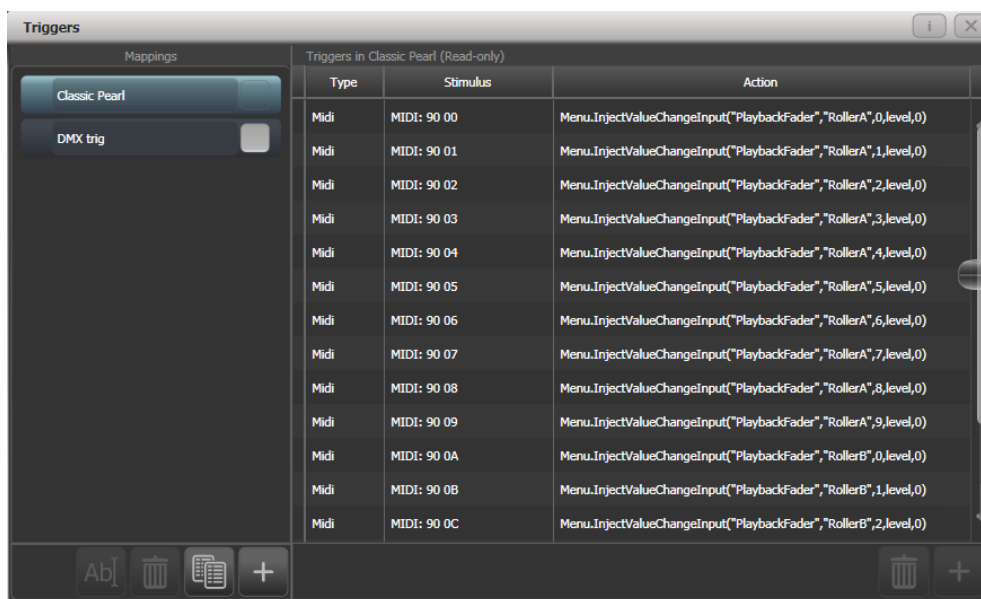 Triggers
i
Mappings
Triggers in Classic Pearl (Read-only)
Type Stimulus Action
Classic Pearl
DMX trig
Midi MIDI: 90 00 Menu.InjectValueChangeInput("PlaybackFader","RollerA",0,level,0)
Midi MIDI: 90 01 Menu.InjectValueChangeInput("PlaybackFader","RollerA",1,level,0)
Midi MIDI: 90 02 Menu.InjectValueChangeInput("PlaybackFader","RollerA",2,level,0)
Midi MIDI: 90 03 Menu.InjectValueChangeInput("PlaybackFader","RollerA",3,level,0)
Midi MIDI: 90 04 Menu.InjectValueChangeInput("PlaybackFader","RollerA",4,level,0)
Midi MIDI: 90 05 Menu.InjectValueChangeInput("PlaybackFader","RollerA",5,level,0)
Midi MIDI: 90 06 Menu.InjectValueChangeInput("PlaybackFader","RollerA",6,level,0)
Midi MIDI: 90 07 Menu.InjectValueChangeInput("PlaybackFader","RollerA",7,level,0)
Midi MIDI: 90 08 Menu.InjectValueChangeInput("PlaybackFader","RollerA",8,level,0)
Midi MIDI: 90 09 Menu.InjectValueChangeInput("PlaybackFader","RollerA",9,level,0)
Midi MIDI: 90 0A Menu.InjectValueChangeInput("PlaybackFader","RollerB",0,level,0)
Midi MIDI: 90 0B Menu.InjectValueChangeInput("PlaybackFader","RollerB",1,level,0)
Midi MIDI: 90 0C Menu.InjectValueChangeInput("PlaybackFader","RollerB",2,level,0)
Ab